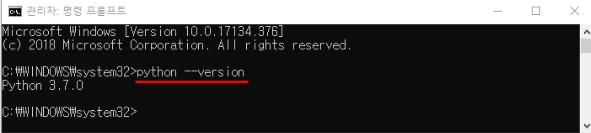 관리자: 명령 프롬프트
Microsoft Windows [Version 10.0.17134.376]
(c) 2018 Microsoft Corporation. All rights reserved.
C:₩WINDOWS₩system32>python --version
Python 3.7.0
C:₩WINDOWS₩system32>